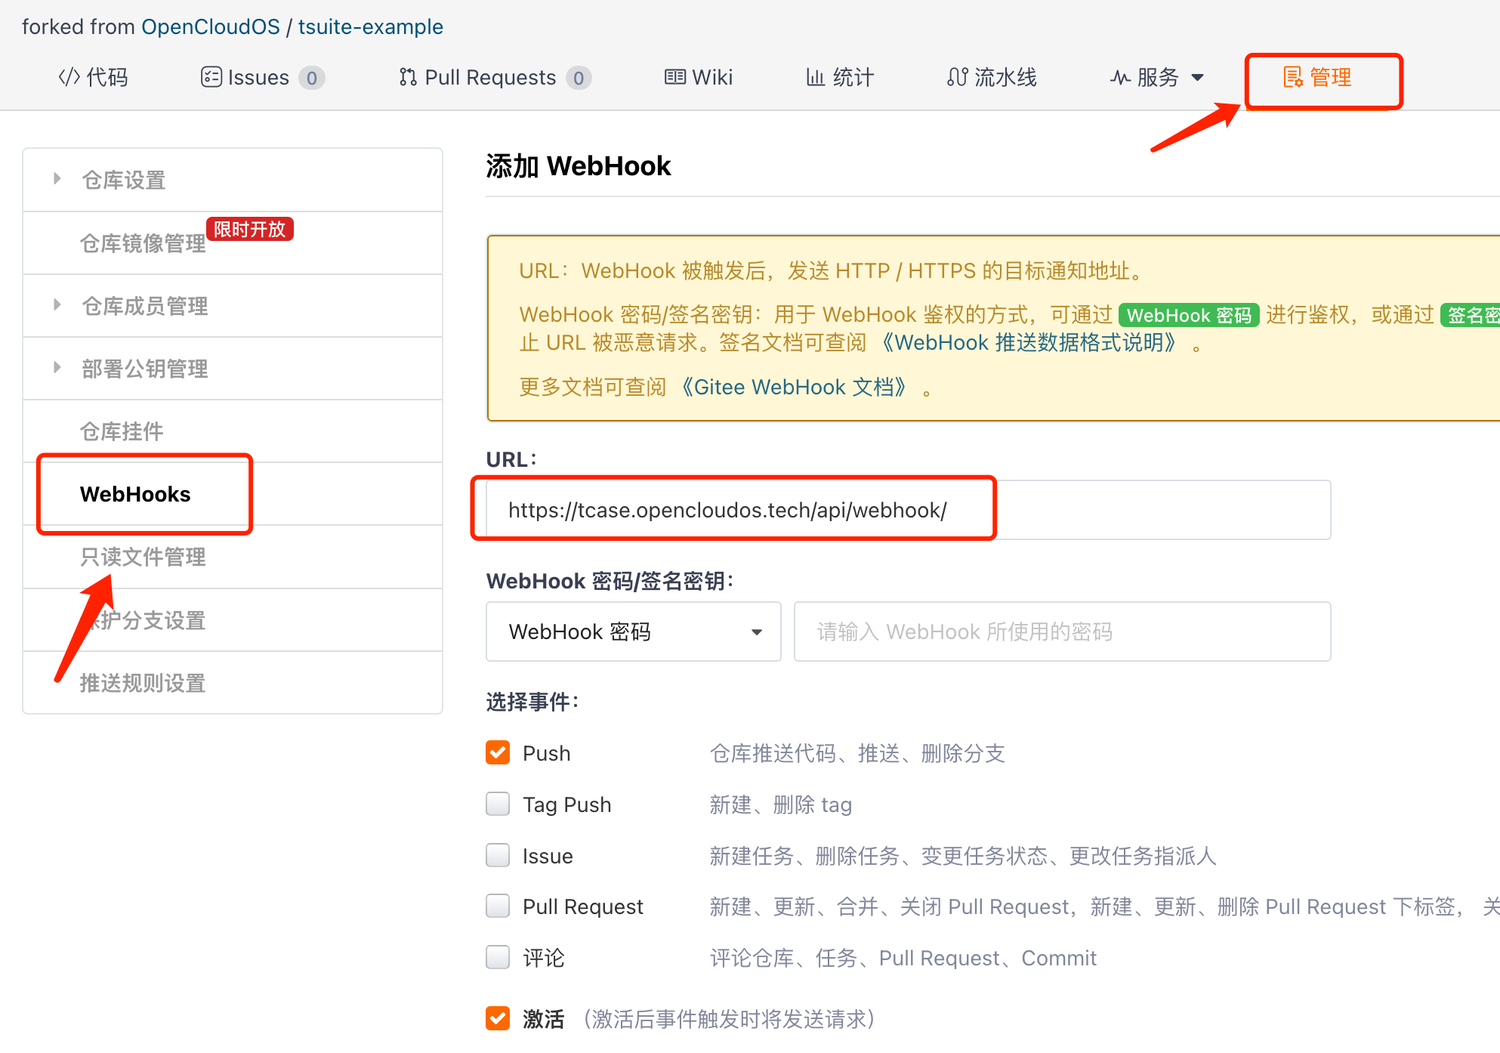 forked from OpenCloudOS / tsuite-example
代码 Issues 0 Pull Requests 0 Wiki 统计 流水线 服务 管理
仓库设置
仓库镜像管理 限时开放
仓库成员管理
部署公钥管理
仓库挂件
WebHooks
只读文件管理
护分支设置
推送规则设置
添加 WebHook
URL：WebHook 被触发后，发送 HTTP / HTTPS 的目标通知地址。
WebHook 密码/签名密钥：用于 WebHook 鉴权的方式，可通过 WebHook 密码 进行鉴权，或通过 签名密
止 URL 被恶意请求。签名文档可查阅 《WebHook 推送数据格式说明》 。
更多文档可查阅 《Gitee WebHook 文档》 。
URL：
https://tcase.opencloudos.tech/api/webhook/
WebHook 密码/签名密钥：
WebHook 密码 请输入 WebHook 所使用的密码
选择事件：
Push 仓库推送代码、推送、删除分支
Tag Push 新建、删除 tag
Issue 新建任务、删除任务、变更任务状态、更改任务指派人
Pull Request 新建、更新、合并、关闭 Pull Request，新建、更新、删除 Pull Request 下标签， 关
评论 评论仓库、任务、Pull Request、Commit
激活 （激活后事件触发时将发送请求）